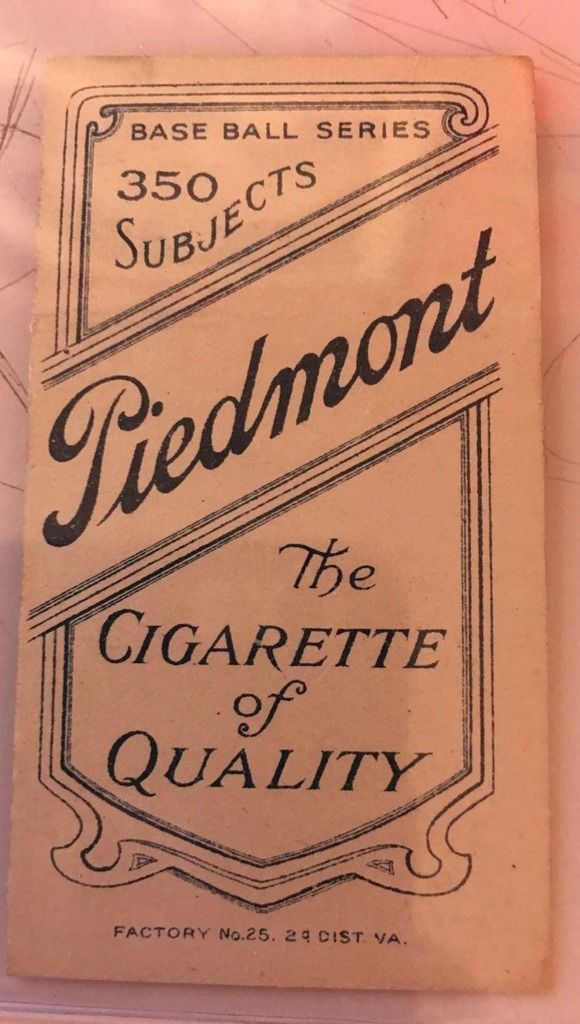 BASE BALL SERIES
350
SUBJECTS
Piedmont
The
CIGARETTE
of
QUALITY
FACTORY No.25. 2d DIST. VA.